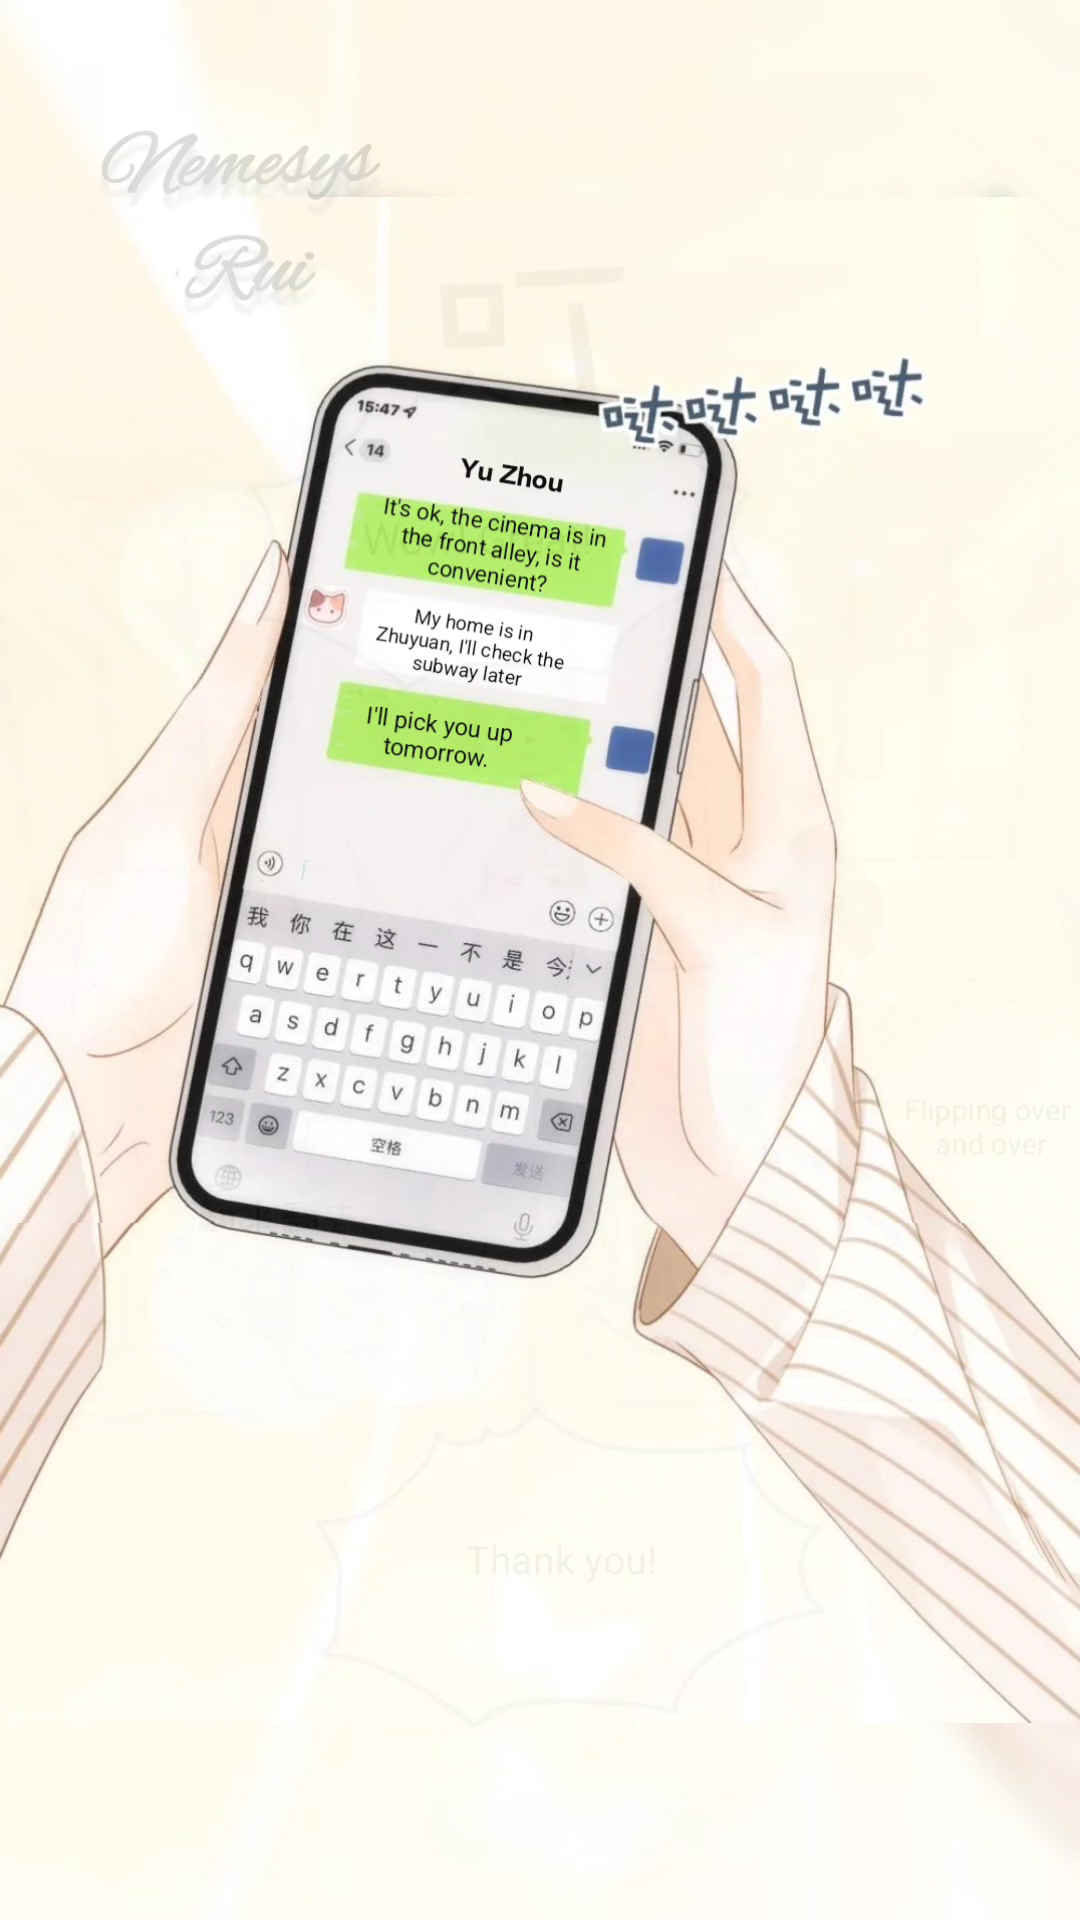 Nemesys
Rui
叮
哒哒哒哒
15:47
14
Yu Zhou
It's ok, the cinema is in
the front alley, is it
convenient?
My home is in
Zhuyuan, I'll check the
subway later
I'll pick you up
tomorrow.
我 你 在 这 一 不 是 今
q w e r t y u i o p
a s d f g h j k l
z x c v b n m
123 空格 发送
Flipping over
and over
Thank you!